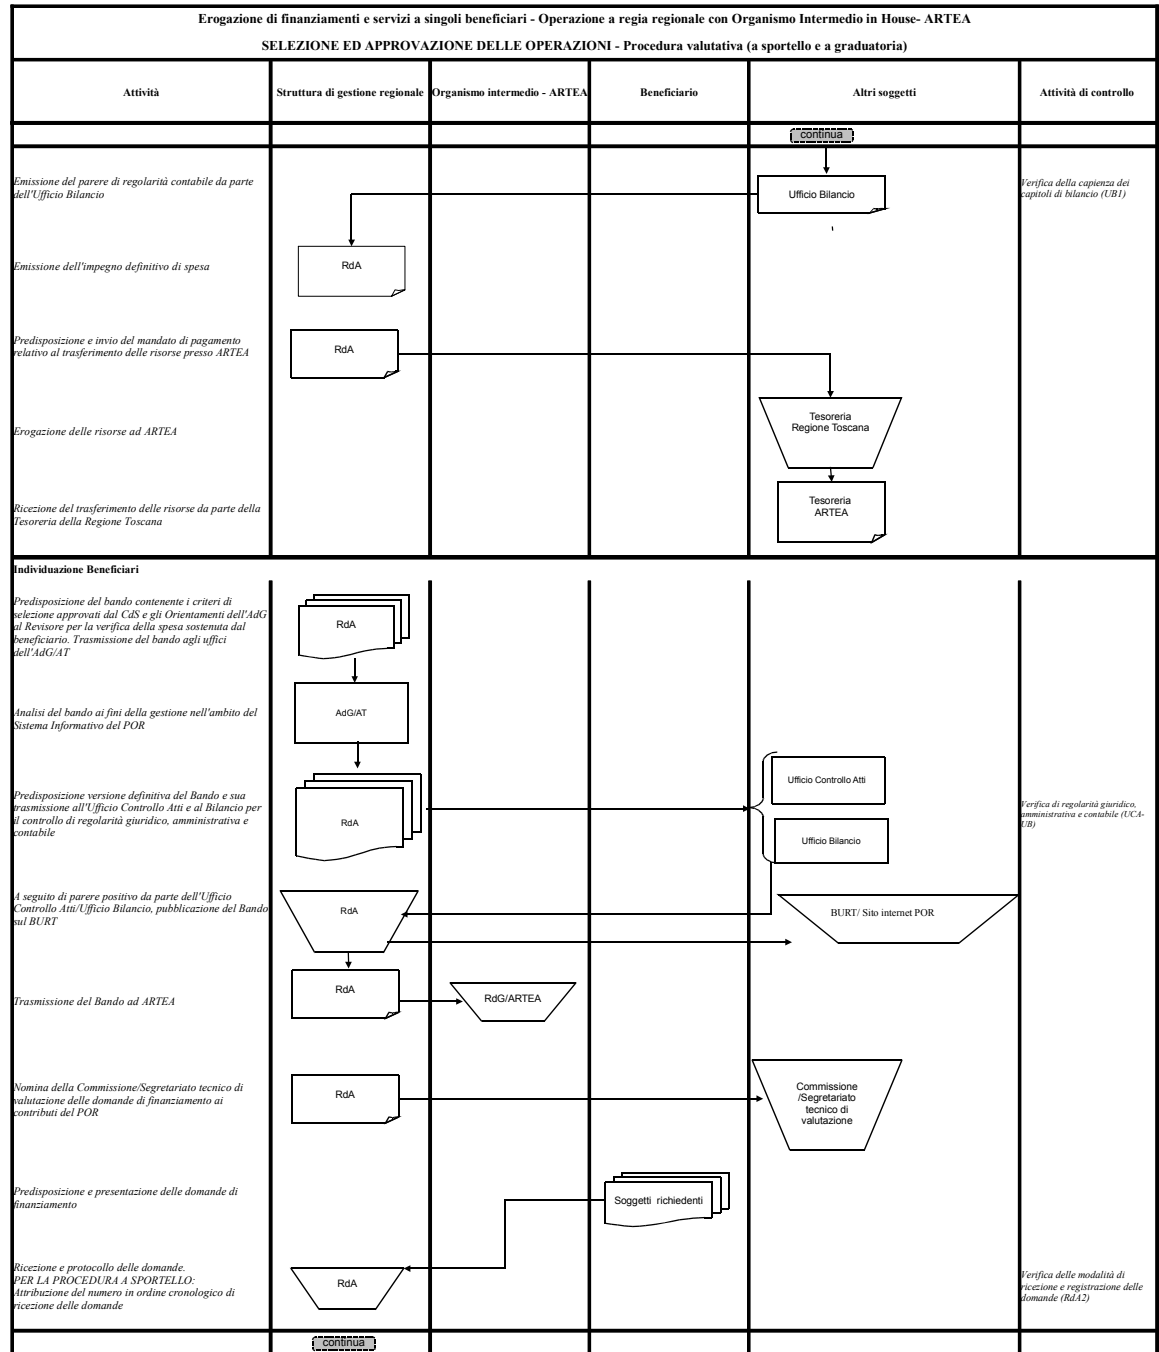 Erogazione di finanziamenti e servizi a singoli beneficiari - Operazione a regia regionale con Organismo Intermedio in House- ARTEA
SELEZIONE ED APPROVAZIONE DELLE OPERAZIONI - Procedura valutativa (a sportello e a graduatoria)
Attività
Struttura di gestione regionale
Organismo intermedio - ARTEA
Beneficiario
Altri soggetti
Attività di controllo
continua
Emissione del parere di regolarità contabile da parte
dell'Ufficio Bilancio
Ufficio Bilancio
Verifica della capienza dei
capitoli di bilancio (UB1)
Emissione dell'impegno definitivo di spesa
RdA
Predisposizione e invio del mandato di pagamento
relativo al trasferimento delle risorse presso ARTEA
RdA
Erogazione delle risorse ad ARTEA
Tesoreria
Regione Toscana
Ricezione del trasferimento delle risorse da parte della
Tesoreria della Regione Toscana
Tesoreria
ARTEA
Individuazione Beneficiari
Predisposizione del bando contenente i criteri di
selezione approvati dal CdS e gli Orientamenti dell'AdG
al Revisore per la verifica della spesa sostenuta dal
beneficiario. Trasmissione del bando agli uffici
dell'AdG/AT
RdA
Analisi del bando ai fini della gestione nell'ambito del
Sistema Informativo del POR
AdG/AT
Predisposizione versione definitiva del Bando e sua
trasmissione all'Ufficio Controllo Atti e al Bilancio per
il controllo di regolarità giuridico, amministrativa e
contabile
RdA
Ufficio Controllo Atti
Ufficio Bilancio
Verifica di regolarità giuridico,
amministrativa e contabile (UCA-
UB)
A seguito di parere positivo da parte dell'Ufficio
Controllo Atti/Ufficio Bilancio, pubblicazione del Bando
sul BURT
RdA
BURT/ Sito internet POR
Trasmissione del Bando ad ARTEA
RdA
RdG/ARTEA
Nomina della Commissione/Segretariato tecnico di
valutazione delle domande di finanziamento ai
contributi del POR
RdA
Commissione
/Segretariato
tecnico di
valutazione
Predisposizione e presentazione delle domande di
finanziamento
Soggetti richiedenti
Ricezione e protocollo delle domande.
PER LA PROCEDURA A SPORTELLO:
Attribuzione del numero in ordine cronologico di
ricezione delle domande
RdA
Verifica delle modalità di
ricezione e registrazione delle
domande (RdA2)
continua